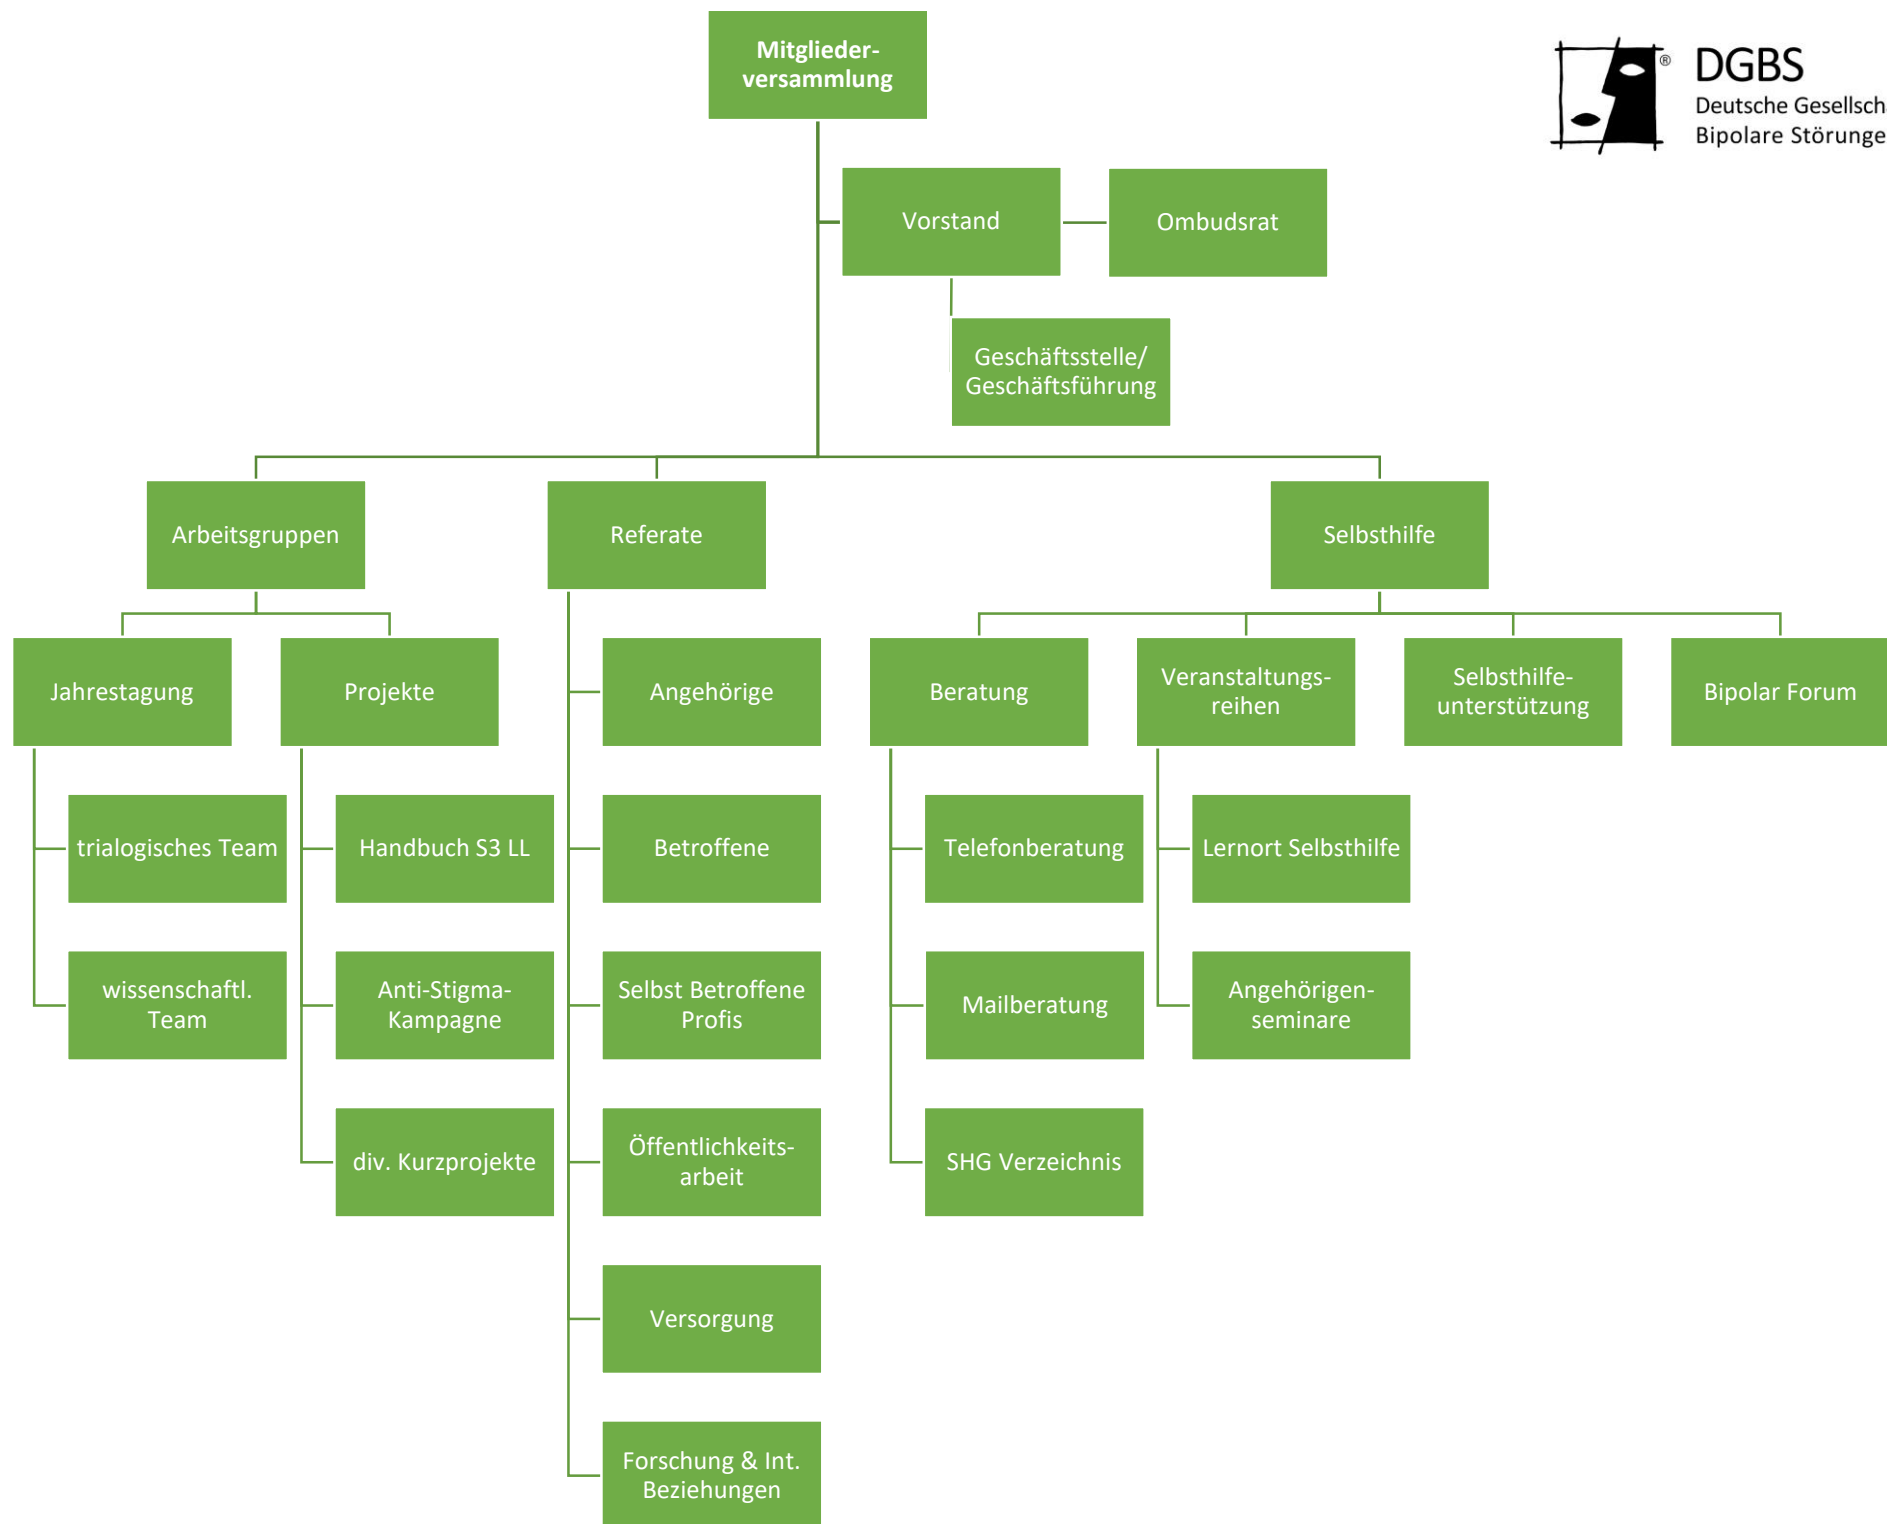 Mitglieder-
versammlung
®
DGBS
Deutsche Gesellsch
Bipolare Störunge
Vorstand
Ombudsrat
Geschäftsstelle/
Geschäftsführung
Arbeitsgruppen
Referate
Selbsthilfe
Jahrestagung
Projekte
Angehörige
Beratung
Veranstaltungs-
reihen
Selbsthilfe-
unterstützung
Bipolar Forum
trialogisches Team
Handbuch S3 LL
Betroffene
Telefonberatung
Lernort Selbsthilfe
wissenschaftl.
Team
Anti-Stigma-
Kampagne
Selbst Betroffene
Profis
Mailberatung
Angehörigen-
seminare
div. Kurzprojekte
Öffentlichkeits-
arbeit
SHG Verzeichnis
Versorgung
Forschung & Int.
Beziehungen